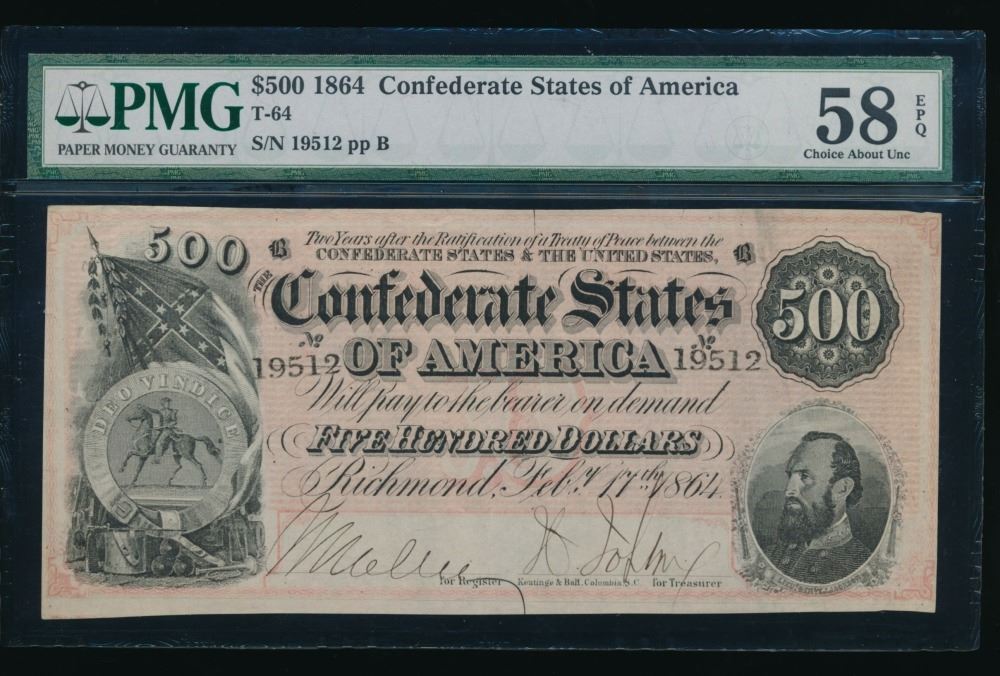 PMG
PAPER MONEY GUARANTY
$500 1864 Confederate States of America
T-64
S/N 19512 pp B
58
EPQ
Choice About Unc
500
B
Two Years after the Ratification of a Treaty of Peace between the
CONFEDERATE STATES & THE UNITED STATES,
B
THE
Confederate States
500
No
19512
OF AMERICA
No
19512
Will pay to the bearer on demand
DEO VINDICE
FIVE HUNDRED DOLLARS
Richmond, Feby 17th 1864.
for Register
Keatinge & Ball, Columbia, S.C.
for Treasurer